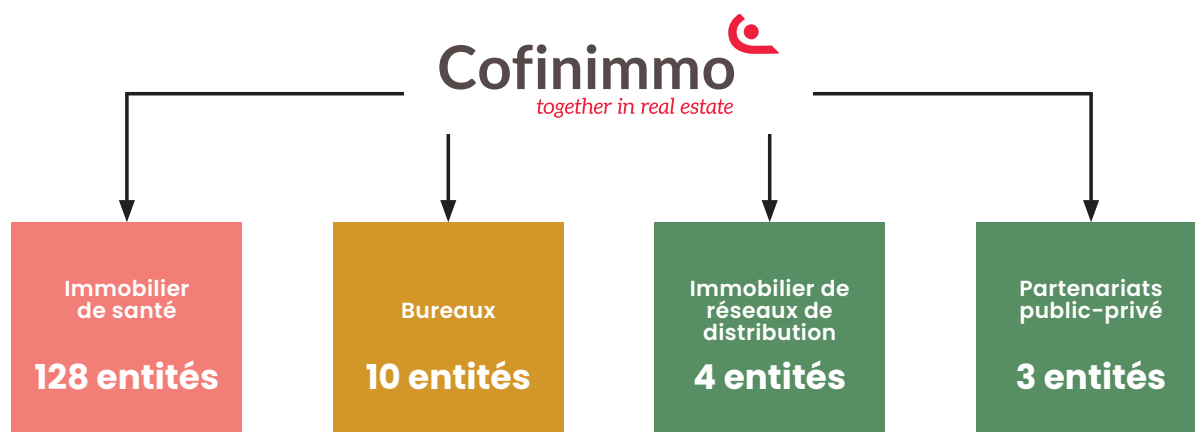 Cofinimmo
together in real estate
Immobilier
de santé
128 entités
Bureaux
10 entités
Immobilier de
réseaux de
distribution
4 entités
Partenariats
public-privé
3 entités